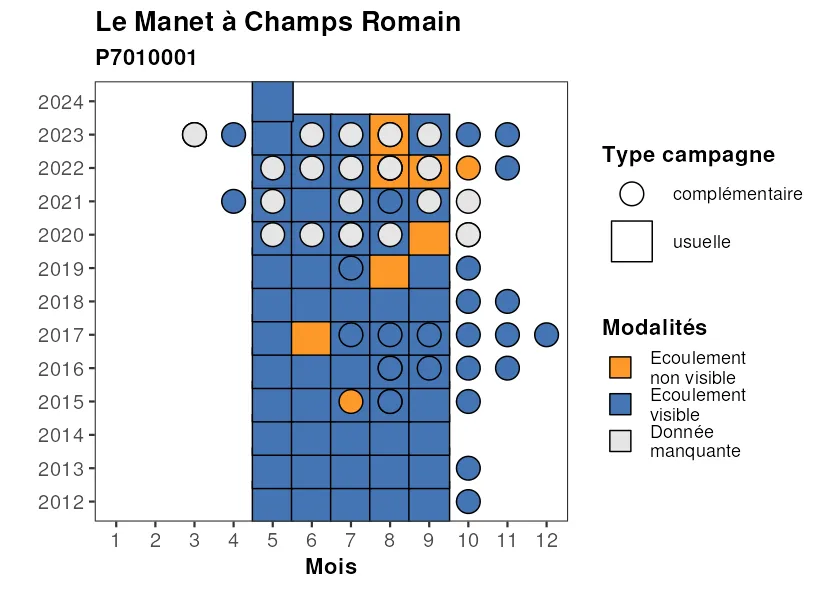 Le Manet à Champs Romain
P7010001
2024
2023
2022
2021
2020
2019
2018
2017
2016
2015
2014
2013
2012
1 2 3 4 5 6 7 8 9 10 11 12
Mois
Type campagne
complémentaire
usuelle
Modalités
Ecoulement
non visible
Ecoulement
visible
Donnée
manquante